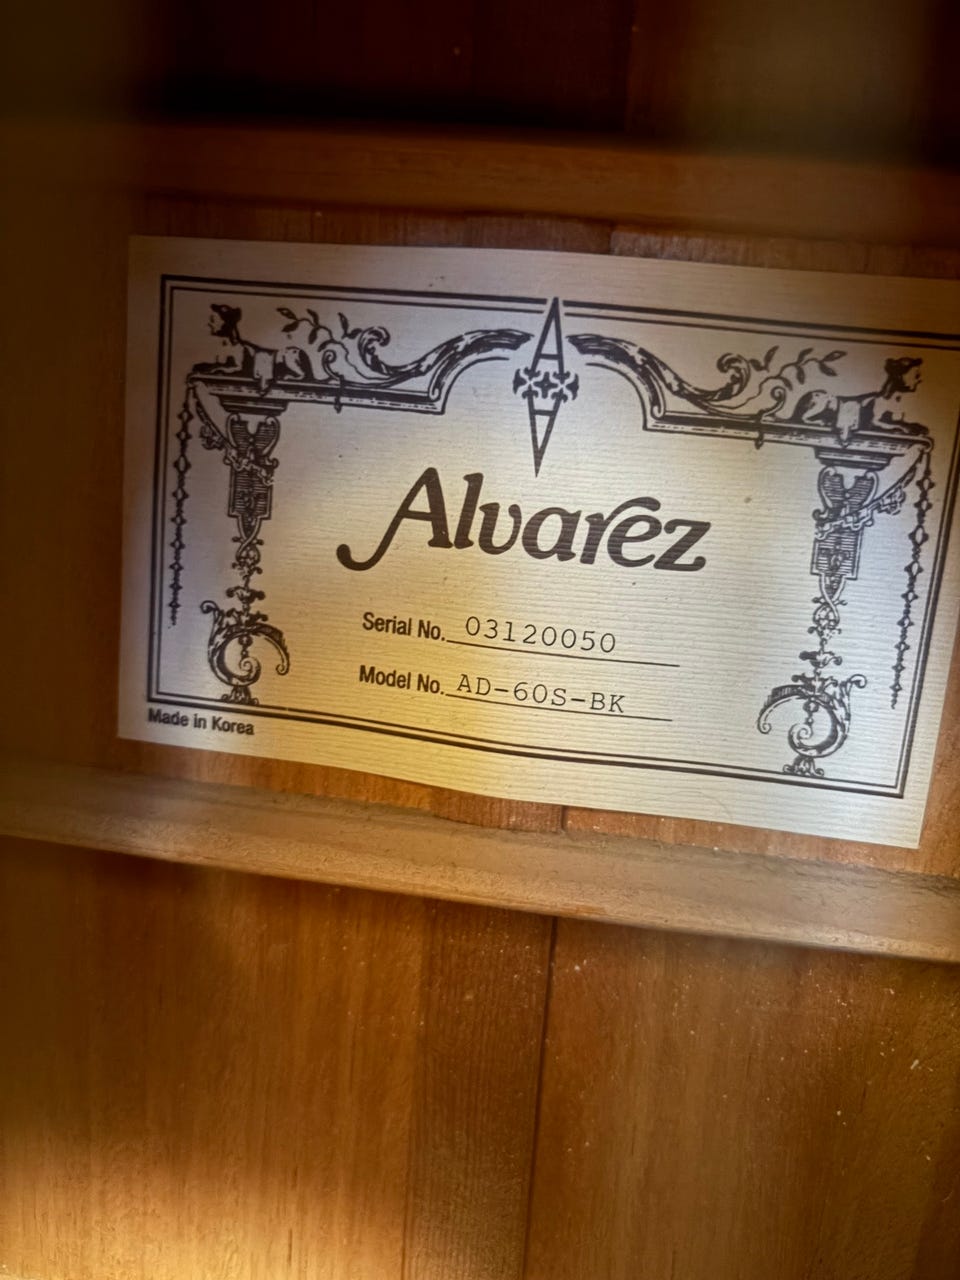 Alvarez
Serial No. 03120050
Model No. AD-60S-BK
Made in Korea